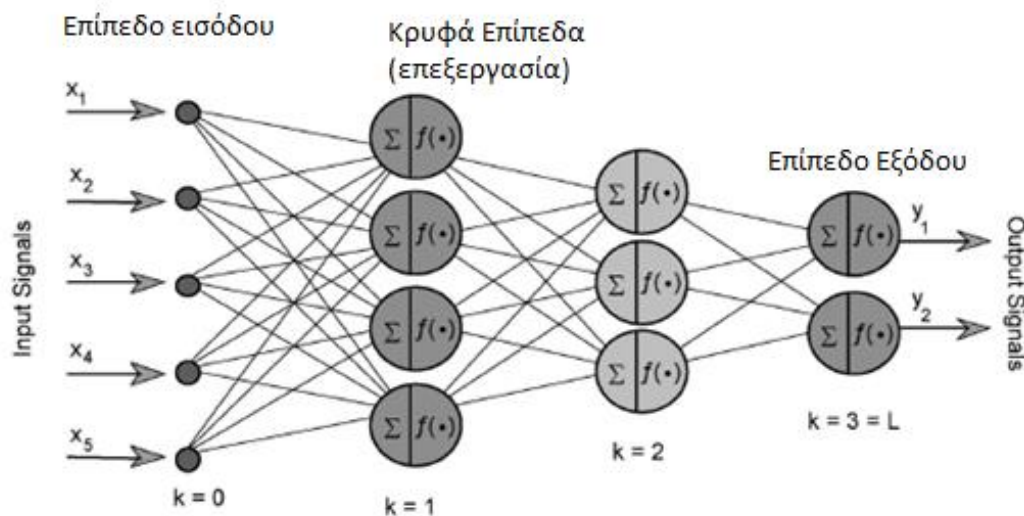 Επίπεδο εισόδου
Κρυφά Επίπεδα
(επεξεργασία)
Επίπεδο Εξόδου
Input Signals
x1
x2
x3
x4
x5
Σ f(•)
Σ f(•)
Σ f(•)
Σ f(•)
Σ f(•)
Σ f(•)
Σ f(•)
Σ f(•)
Σ f(•)
y1
y2
Output Signals
k = 0
k = 1
k = 2
k = 3 = L